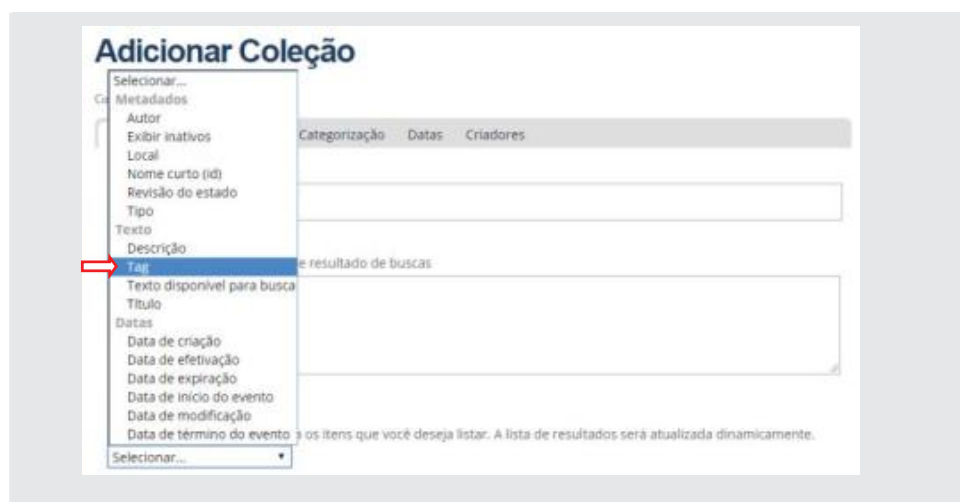 Adicionar Coleção
Selecionar...
Metadados
Autor
Exibir inativos
Categorização Datas Criadores
Local
Nome curto (id)
Revisão do estado
Tipo
Texto
Descrição
Tag
e resultado de buscas
Texto disponível para busca
Título
Datas
Data de criação
Data de efetivação
Data de expiração
Data de início do evento
Data de modificação
Data de término do evento
a os itens que você deseja listar. A lista de resultados será atualizada dinamicamente.
Selecionar...